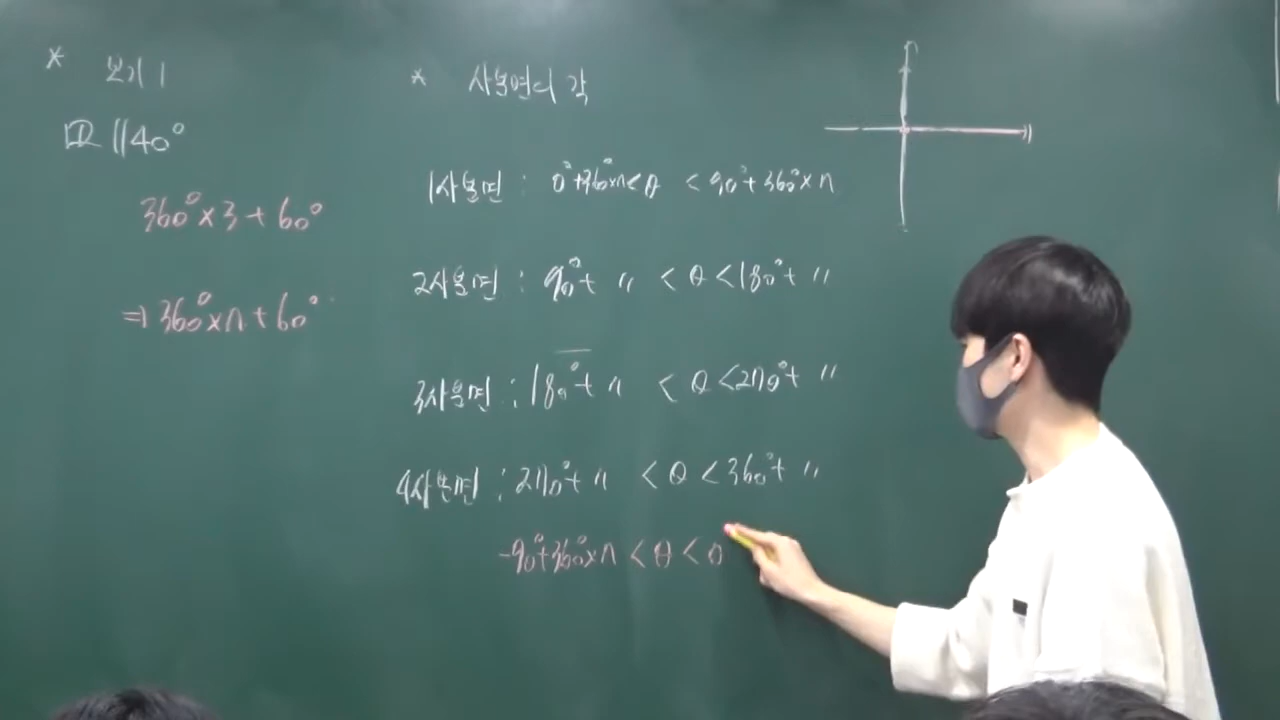 * 보기 1
(1) 1140°
360° × 3 + 60°
⇒ 360° × n + 60°
* 사분면의 각
1사분면 : 0° + 360° × n < θ < 90° + 360° × n
2사분면 : 90° + 〃 < θ < 180° + 〃
3사분면 : 180° + 〃 < θ < 270° + 〃
4사분면 : 270° + 〃 < θ < 360° + 〃
-90° + 360° × n < θ < 0